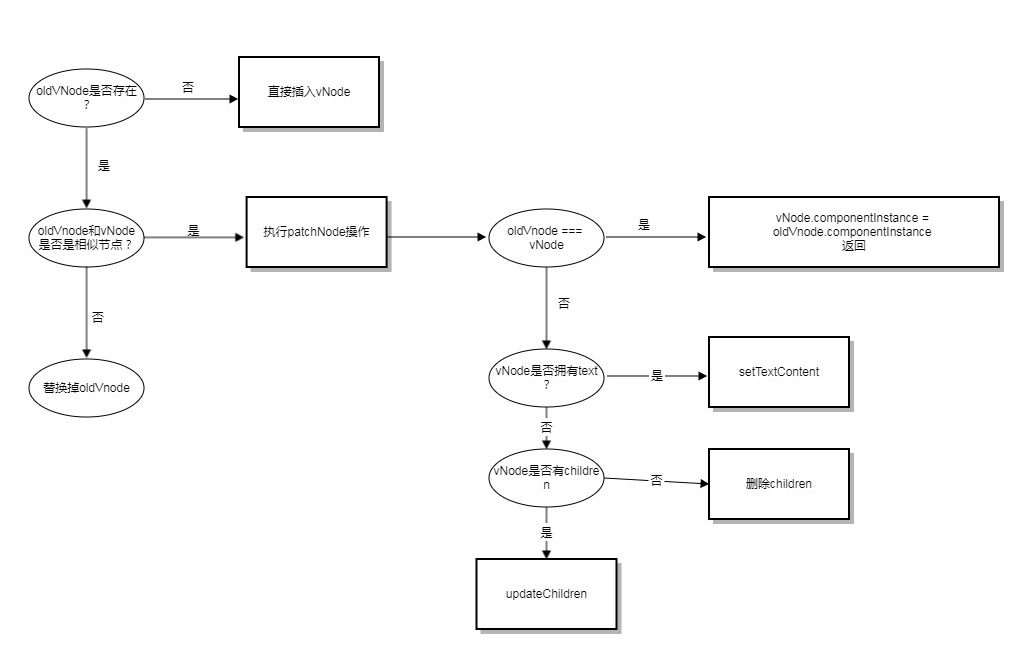 oldVNode是否存在
？
否
直接插入vNode
是
oldVnode和vNode
是否是相似节点？
是
执行patchNode操作
oldVnode ===
vNode
是
vNode.componentInstance =
oldVnode.componentInstance
返回
否
替换掉oldVnode
否
vNode是否拥有text
？
是
setTextContent
否
vNode是否有childre
n
否
删除children
是
updateChildren